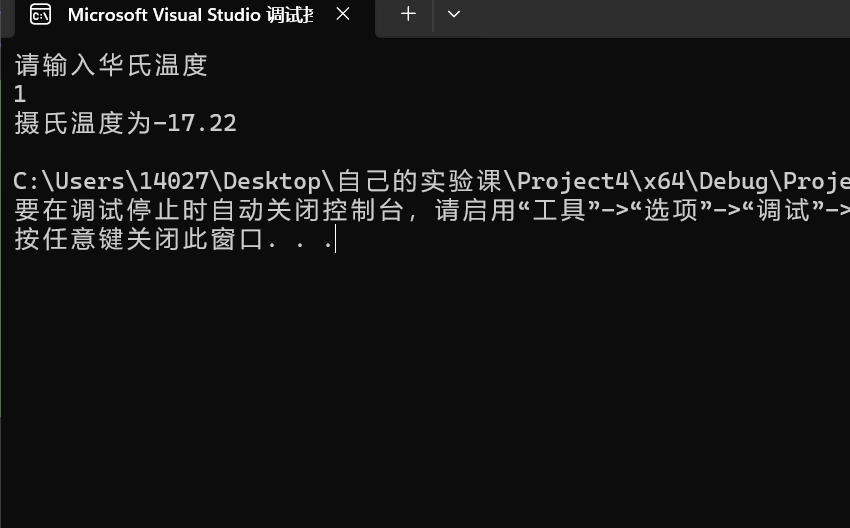 Microsoft Visual Studio 调试
请输入华氏温度
1
摄氏温度为-17.22
C:\Users\14027\Desktop\自己的实验课\Project4\x64\Debug\Proje
要在调试停止时自动关闭控制台，请启用“工具”->“选项”->“调试”->
按任意键关闭此窗口. . .